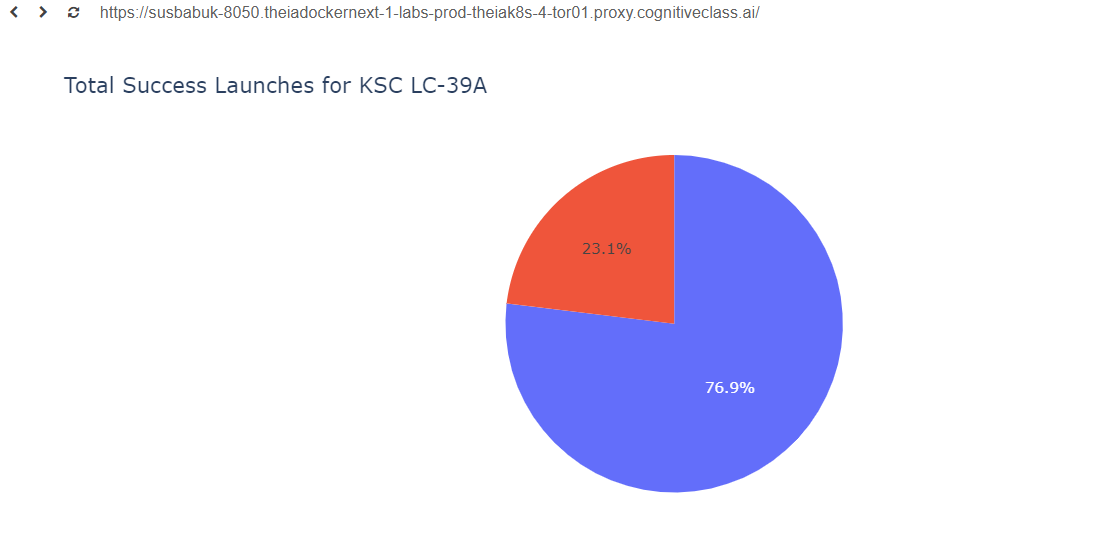 https://susbabuk-8050.theiadockernext-1-labs-prod-theiak8s-4-tor01.proxy.cognitiveclass.ai/
Total Success Launches for KSC LC-39A
23.1%
76.9%